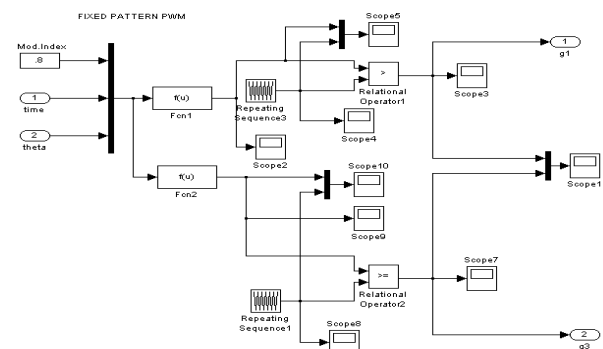 FIXED PATTERN PWM
Mod.Index
.8
1
time
2
theta
f(u)
Fcn1
f(u)
Fcn2
Scope5
Repeating
Sequence3
>
Relational
Operator1
Scope4
Scope3
Scope2
1
g1
Scope10
Scope9
Scope1
Scope7
>=
Relational
Operator2
Repeating
Sequence1
Scope8
2
g3